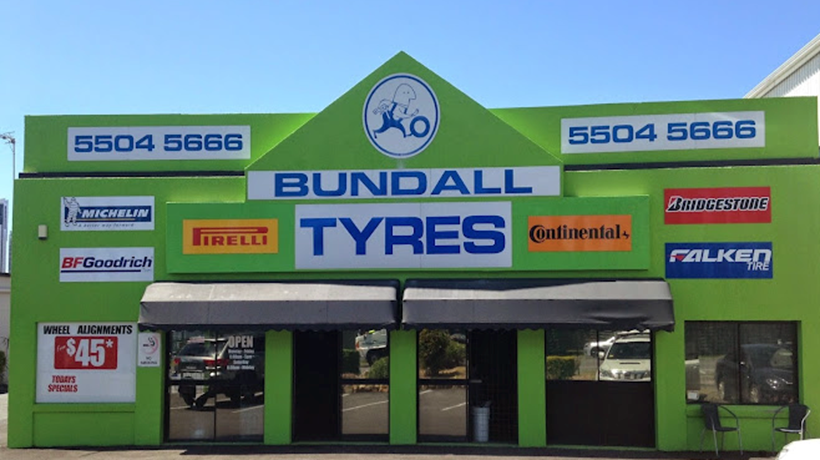 5504 5666
5504 5666
BUNDALL
MICHELIN
BRIDGESTONE
PIRELLI
TYRES
Continental
BFGoodrich
FALKEN
TIRE
WHEEL ALIGNMENTS
$45*
TODAYS
SPECIALS
OPEN